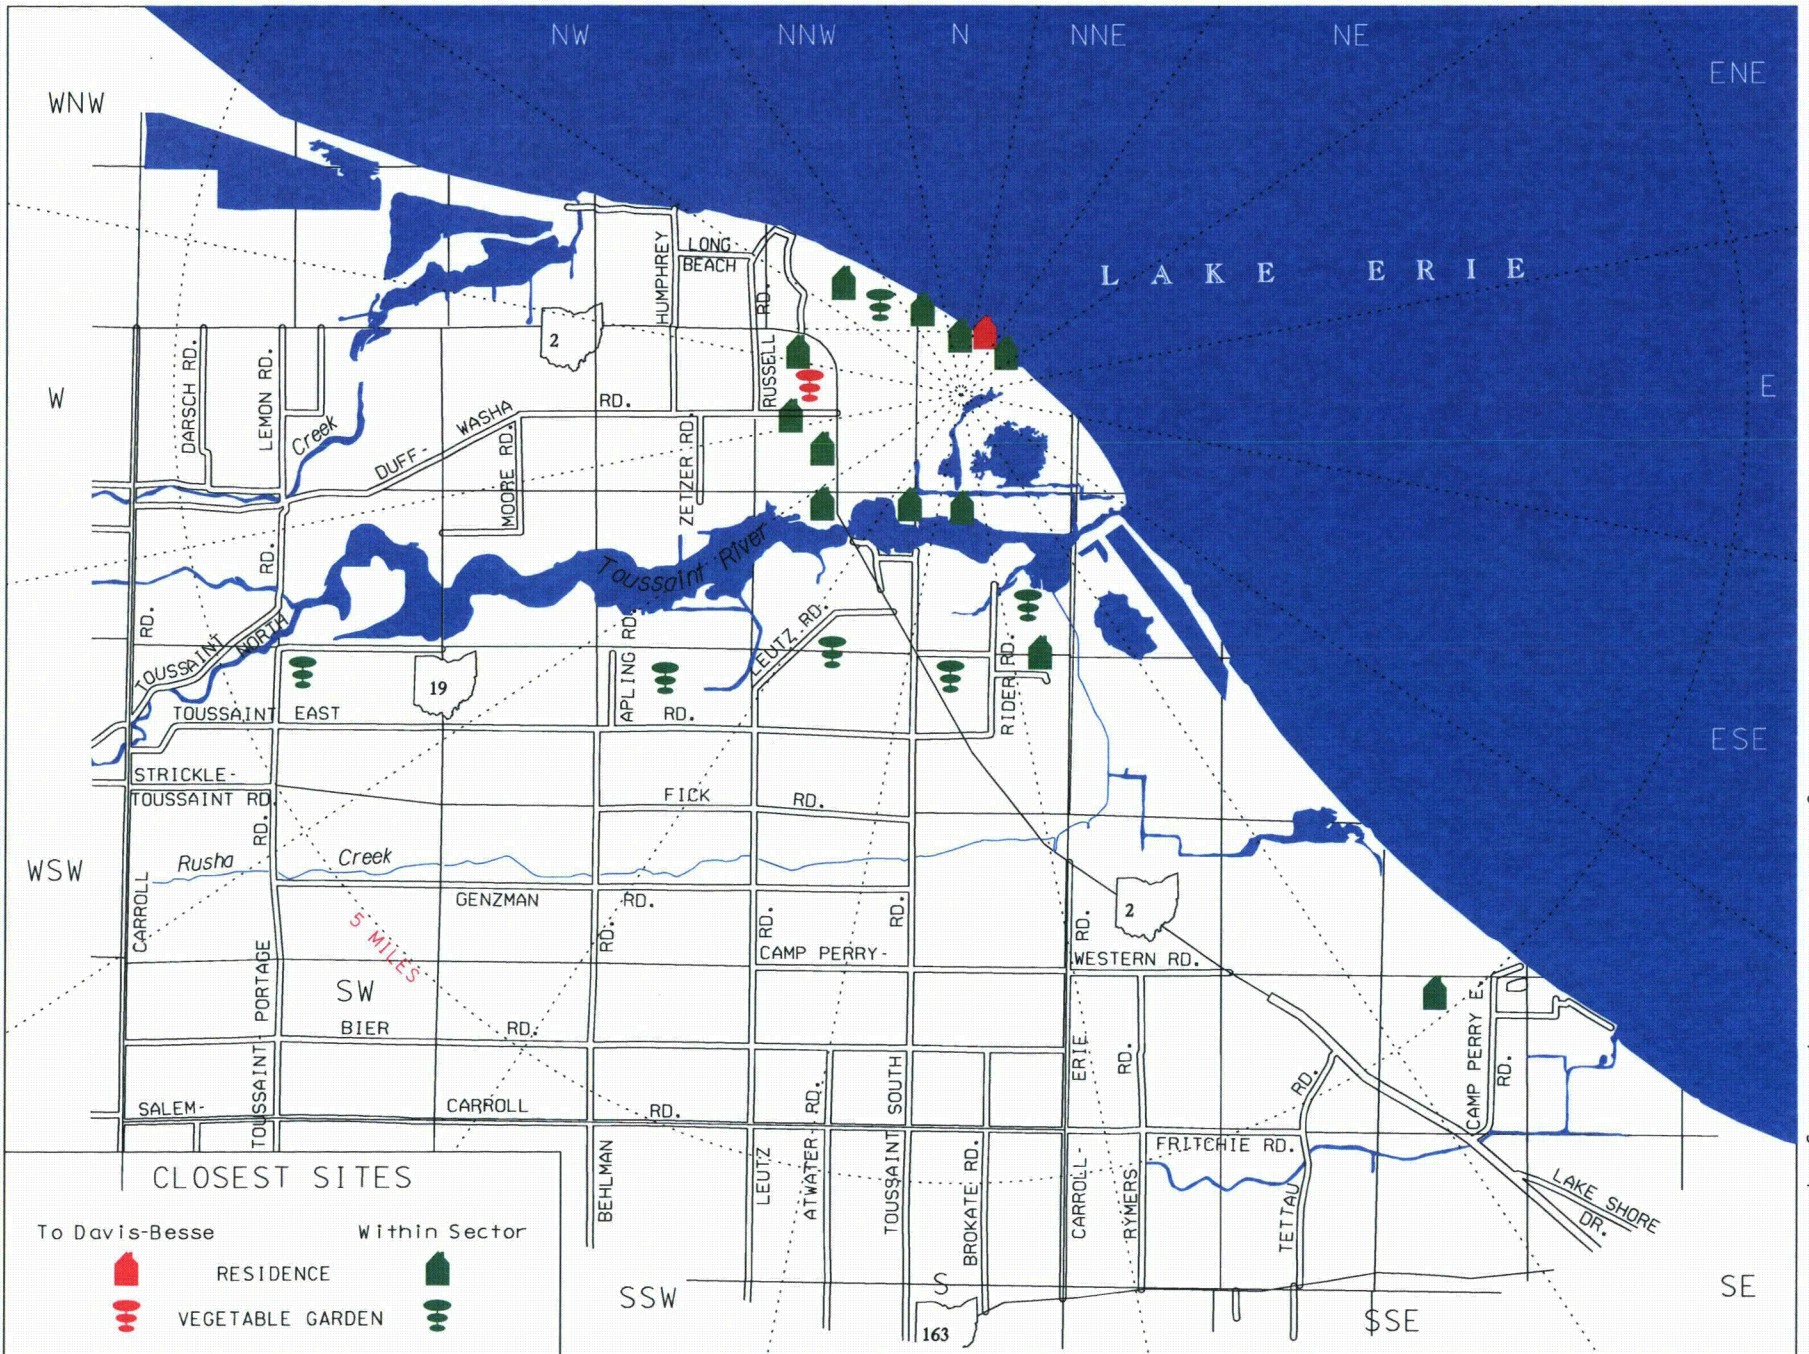 NW NNW N NNE NE
ENE
WNW
LAKE ERIE
HUMPHREY
LONG
BEACH
RD.
2
RUSSELL
DARSCH RD.
LEMON RD.
W
E
Creek
DUFF-
WASHA
RD.
MOORE RD.
ZETZER RD.
Toussaint River
RD.
RD.
TOUSSAINT
NORTH
APLING RD.
LEUTZ RD.
RIDER RD.
19
TOUSSAINT EAST
RD.
ESE
STRICKLE-
TOUSSAINT RD.
FICK
RD.
RD.
WSW
Rusha
Creek
GENZMAN
RD.
CARROLL
5 MILES
RD.
RD.
RD.
RD.
2
CAMP PERRY-
WESTERN RD.
PORTAGE
SW
BIER
RD.
CAMP PERRY E.
RD.
TOUSSAINT
SOUTH
ERIE
RD.
RD.
RD.
SALEM-
CARROLL
RD.
FRITCHIE RD.
BEHLMAN
LEUTZ
ATWATER
TOUSSAINT
BROKATE RD.
CARROLL-
RYMERS
TETTAU
LAKE SHORE
DR.
SSW
S
163
SSE
SE
CLOSEST SITES
To Davis-Besse Within Sector
RESIDENCE
VEGETABLE GARDEN